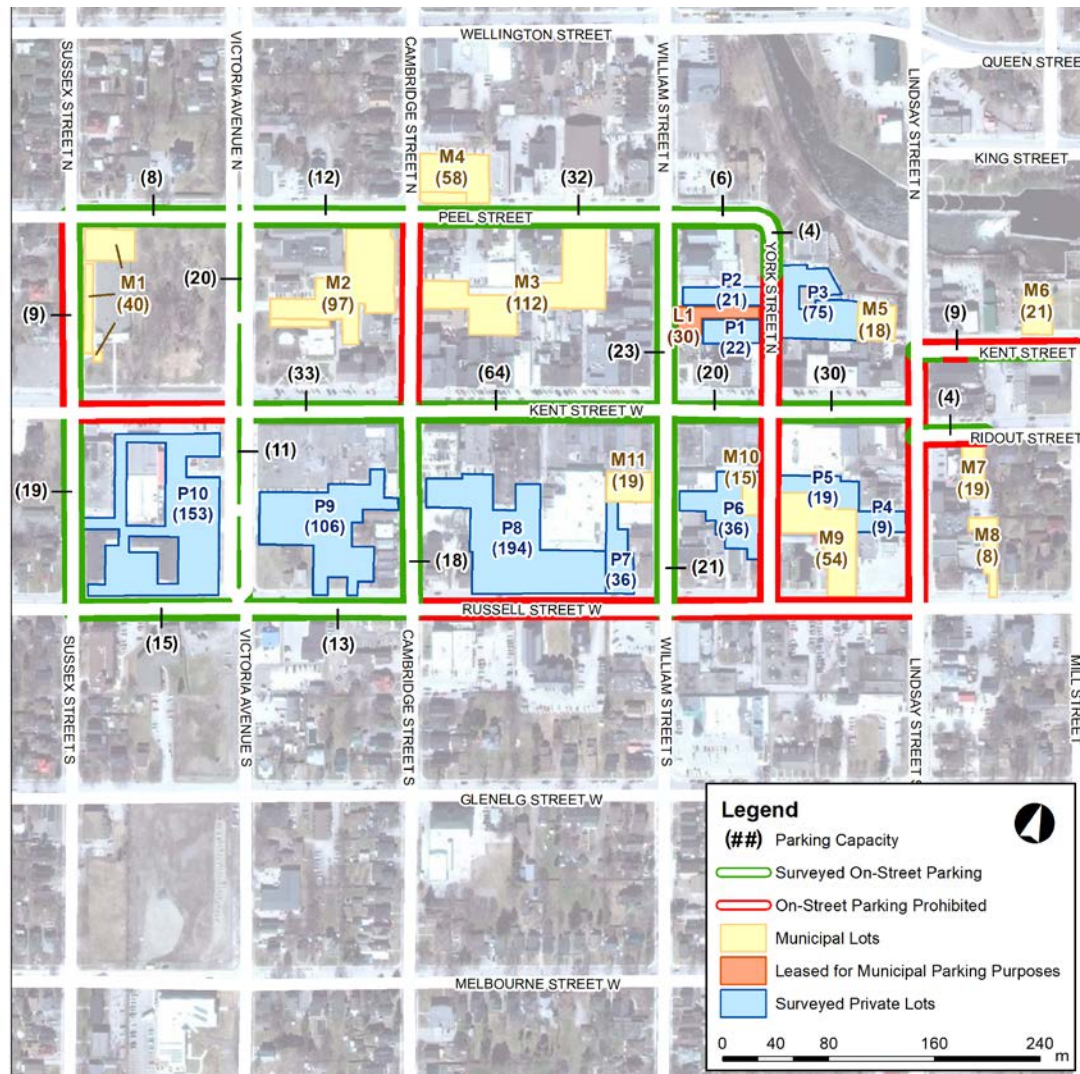 WELLINGTON STREET
QUEEN STREE
SUSSEX STREET N
VICTORIA AVENUE N
CAMBRIDGE STREET N
WILLIAM STREET N
LINDSAY STREET N
KING STREET
M4
(58)
(8)
(12)
(32)
(6)
PEEL STREET
(4)
YORK STREET N
M1
(40)
(20)
M2
(97)
M3
(112)
P2
(21)
P3
(75)
L1
(30)
P1
(22)
M5
(18)
M6
(21)
(9)
(9)
(23)
KENT STREET
(33)
(64)
(20)
(30)
(4)
KENT STREET W
RIDOUT STREET
(11)
(19)
P10
(153)
P9
(106)
P8
(194)
M11
(19)
M10
(15)
P6
(36)
P5
(19)
P4
(9)
M7
(19)
M9
(54)
M8
(8)
P7
(36)
(18)
(21)
RUSSELL STREET W
(15)
(13)
SUSSEX STREET S
VICTORIA AVENUE S
CAMBRIDGE STREET S
WILLIAM STREET S
LINDSAY STREET S
MILL STREET
GLENELG STREET W
MELBOURNE STREET W
Legend
(##) Parking Capacity
Surveyed On-Street Parking
On-Street Parking Prohibited
Municipal Lots
Leased for Municipal Parking Purposes
Surveyed Private Lots
0 40 80 160 240
m